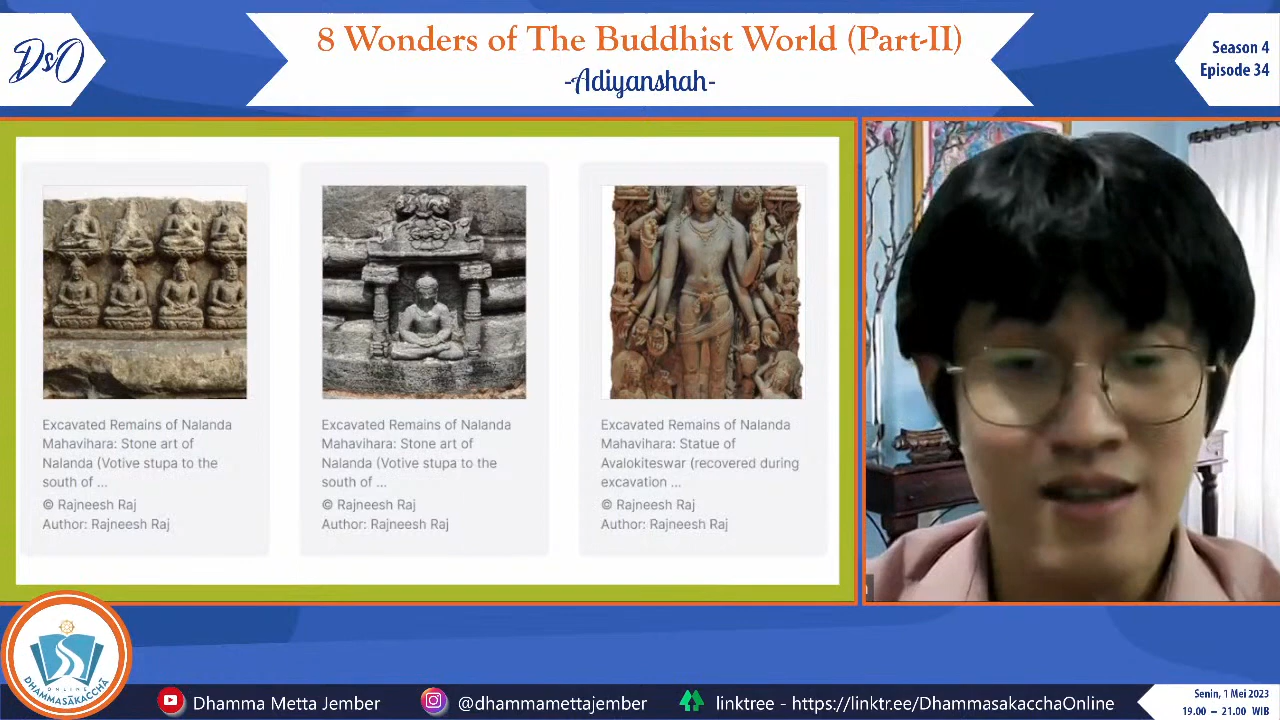 DsO
8 Wonders of The Buddhist World (Part-II)
-Adiyanshah-
Season 4
Episode 34
Excavated Remains of Nalanda
Mahavihara: Stone art of
Nalanda (Votive stupa to the
south of ...
© Rajneesh Raj
Author: Rajneesh Raj
Excavated Remains of Nalanda
Mahavihara: Stone art of
Nalanda (Votive stupa to the
south of ...
© Rajneesh Raj
Author: Rajneesh Raj
Excavated Remains of Nalanda
Mahavihara: Statue of
Avalokiteswar (recovered during
excavation ...
© Rajneesh Raj
Author: Rajneesh Raj
ONLINE
DHAMMASĀKACCHĀ
Dhamma Metta Jember
@dhammamettajember
linktree - https://linktr.ee/DhammasakacchaOnline
Senin, 1 Mei 2023
19.00 – 21.00 WIB